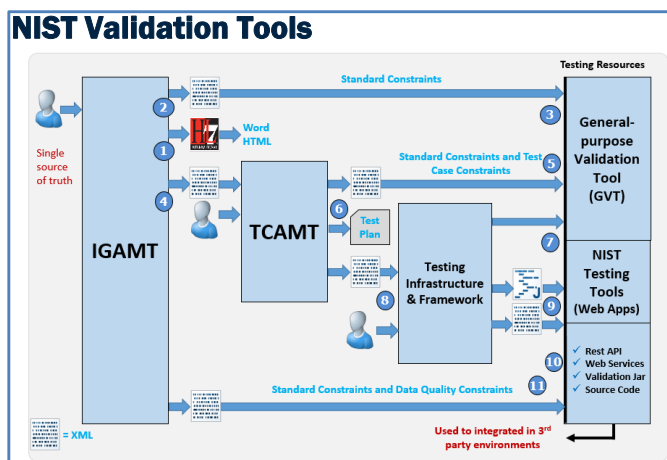 NIST Validation Tools
Testing Resources
Standard Constraints
2
3
General-
purpose
Validation
Tool
(GVT)
1
Word
HTML
Single
source
of truth
Standard Constraints and Test
Case Constraints
5
4
IGAMT
TCAMT
6
Test
Plan
7
Testing
Infrastructure
& Framework
8
NIST
Testing
Tools
(Web Apps)
J
9
10
✓ Rest API
✓ Web Services
✓ Validation Jar
✓ Source Code
11
Standard Constraints and Data Quality Constraints
= XML
Used to integrated in 3rd
party environments